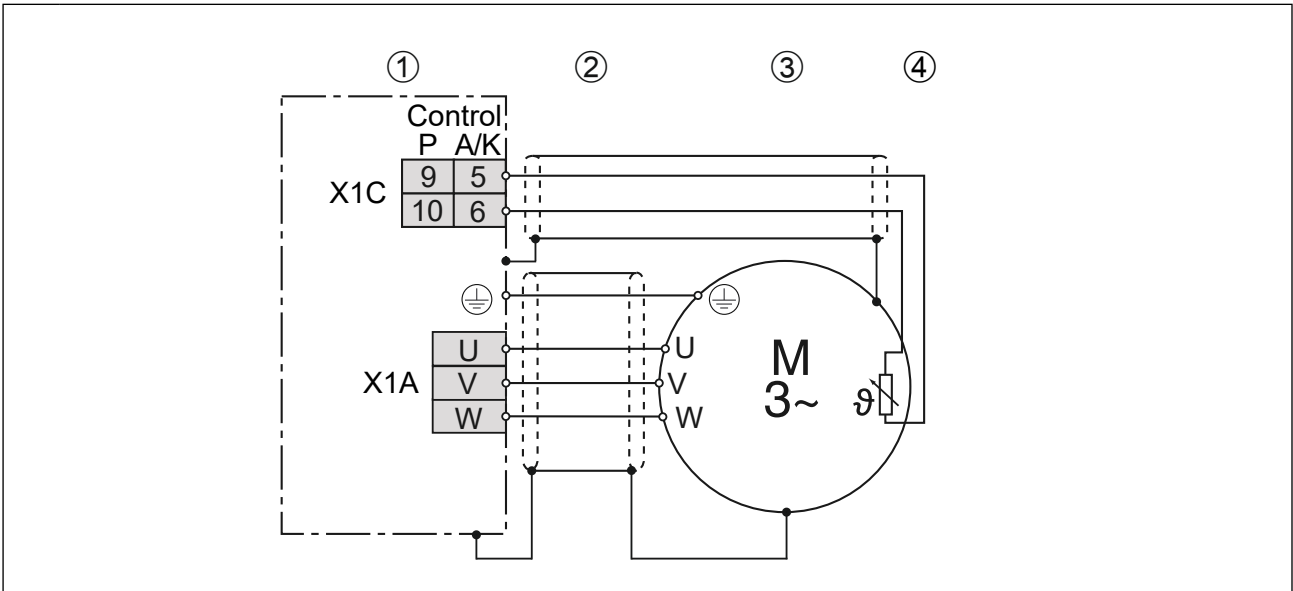 ① ② ③ ④
Control
P A/K
X1C 9 5
10 6
U U
X1A V V
W W
M
3~
ϑ